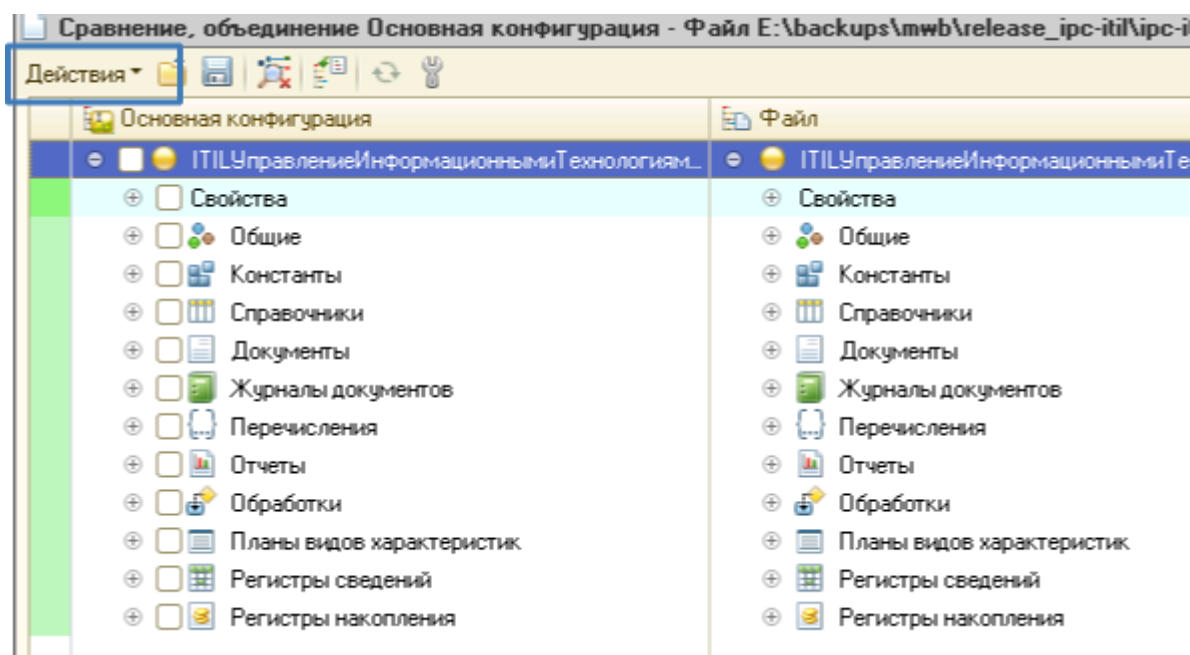 Сравнение, объединение Основная конфигурация - Файл E:\backups\mwb\release_ipc-itil\ipc-it
Действия
Основная конфигурация Файл
ITILУправлениеИнформационнымиТехнологиям... ITILУправлениеИнформационнымиТе
Свойства Свойства
Общие Общие
Константы Константы
Справочники Справочники
Документы Документы
Журналы документов Журналы документов
Перечисления Перечисления
Отчеты Отчеты
Обработки Обработки
Планы видов характеристик Планы видов характеристик
Регистры сведений Регистры сведений
Регистры накопления Регистры накопления